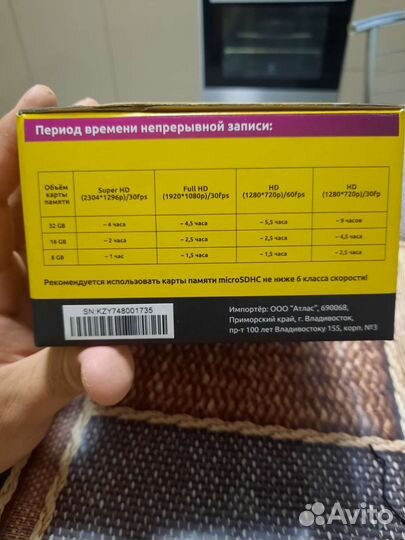 Период времени непрерывной записи:
Объём карты памяти
Super HD (2304*1296p)/30fps
Full HD (1920*1080p)/30fps
HD (1280*720p)/60fps
HD (1280*720p)/30fp
32 GB ~ 4 часа ~ 4,5 часа ~ 5,5 часа ~ 9 часов
16 GB ~ 2 часа ~ 2,5 часа ~ 2,5 часа ~ 4,5 часа
8 GB ~ 1 час ~ 1,5 часа ~ 1,5 часа ~ 2,5 часа
Рекомендуется использовать карты памяти microSDHC не ниже 6 класса скорости!
SN:KZY748001735
Импортёр: ООО "Атлас", 690068,
Приморский край, г. Владивосток,
пр-т 100 лет Владивостоку 155, корп. №3
Avito